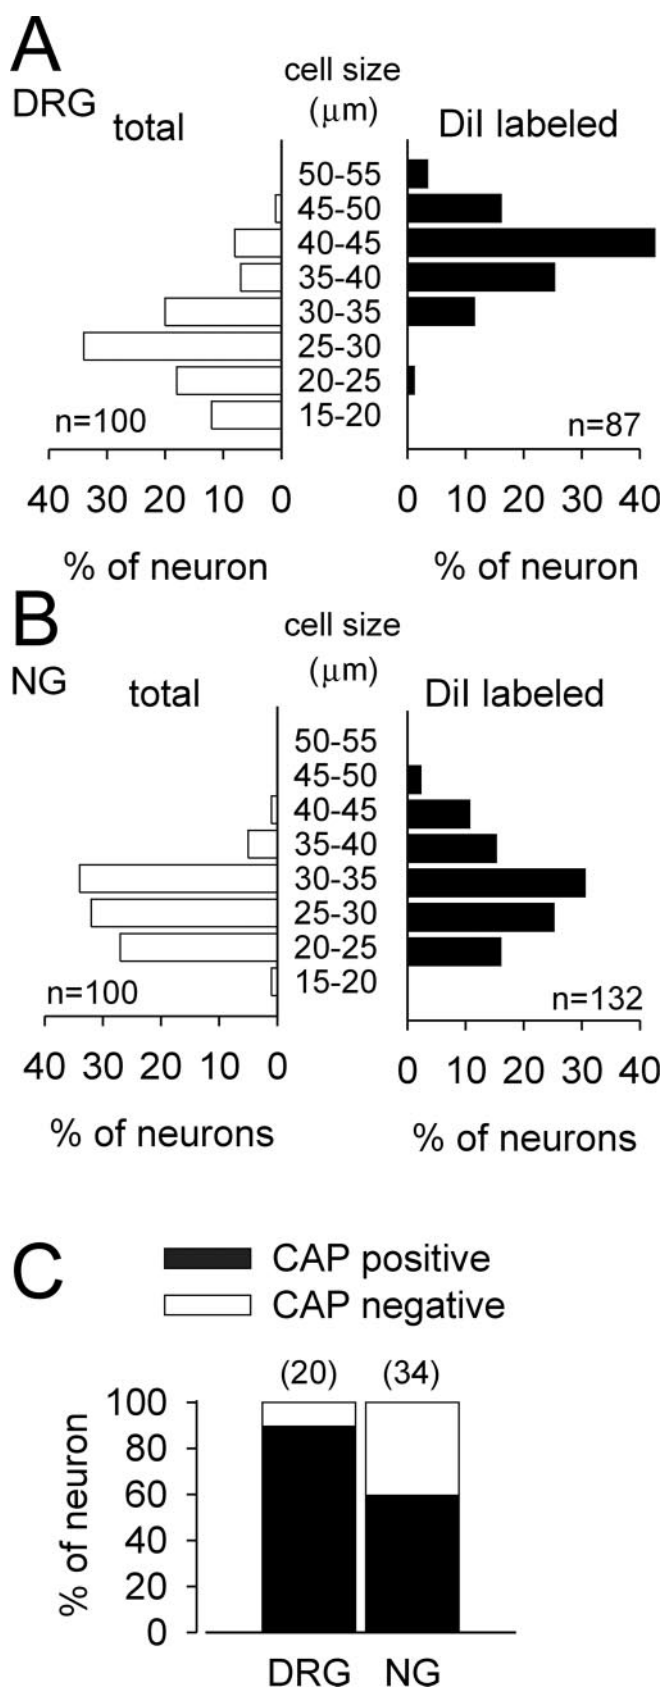 A
cell size
DRG
total
(μm)
DiI labeled
50-55
45-50
40-45
35-40
30-35
25-30
20-25
15-20
n=100
n=87
40 30 20 10 0
0 10 20 30 40
% of neuron
% of neuron
B
cell size
NG
total
(μm)
DiI labeled
50-55
45-50
40-45
35-40
30-35
25-30
20-25
15-20
n=100
n=132
40 30 20 10 0
0 10 20 30 40
% of neurons
% of neurons
C
CAP positive
CAP negative
(20) (34)
% of neuron
100
80
60
40
20
0
DRG NG